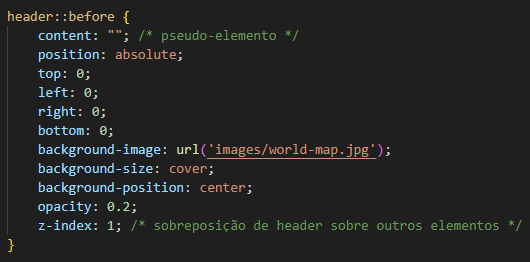 header::before {
content: ""; /* pseudo-elemento */
position: absolute;
top: 0;
left: 0;
right: 0;
bottom: 0;
background-image: url('images/world-map.jpg');
background-size: cover;
background-position: center;
opacity: 0.2;
z-index: 1; /* sobreposição de header sobre outros elementos */
}